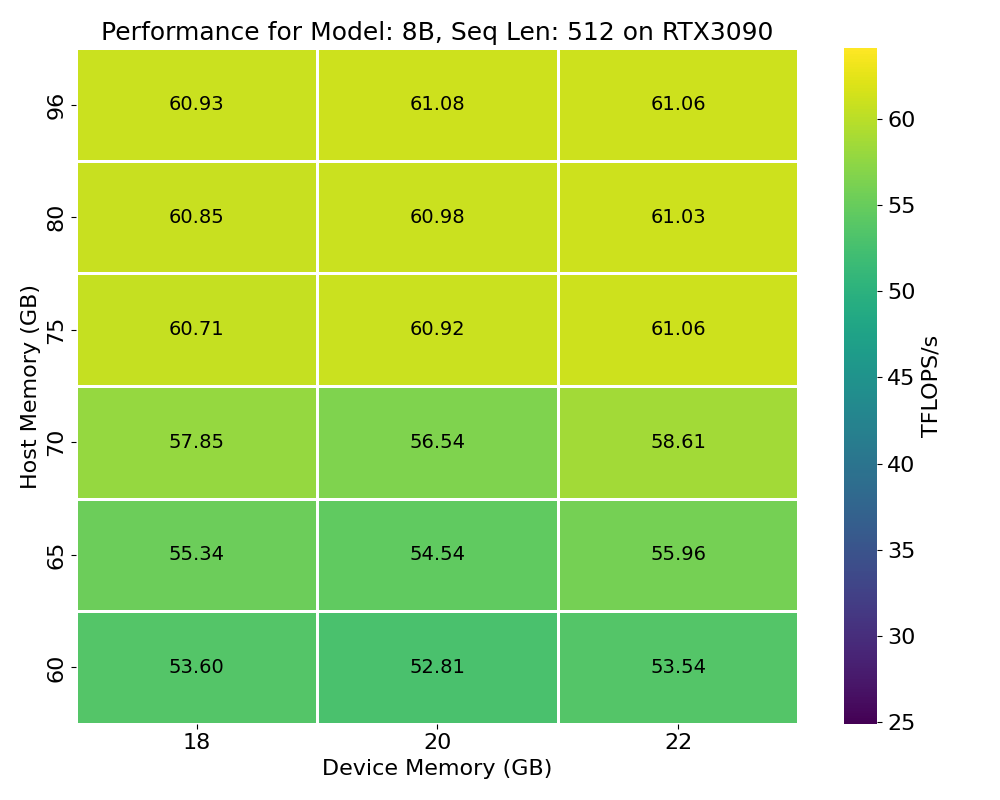 Performance for Model: 8B, Seq Len: 512 on RTX3090
96
60.93 61.08 61.06
80
60.85 60.98 61.03
75
60.71 60.92 61.06
70
57.85 56.54 58.61
65
55.34 54.54 55.96
60
53.60 52.81 53.54
Host Memory (GB)
18 20 22
Device Memory (GB)
60
55
50
45
40
35
30
25
TFLOPS/s